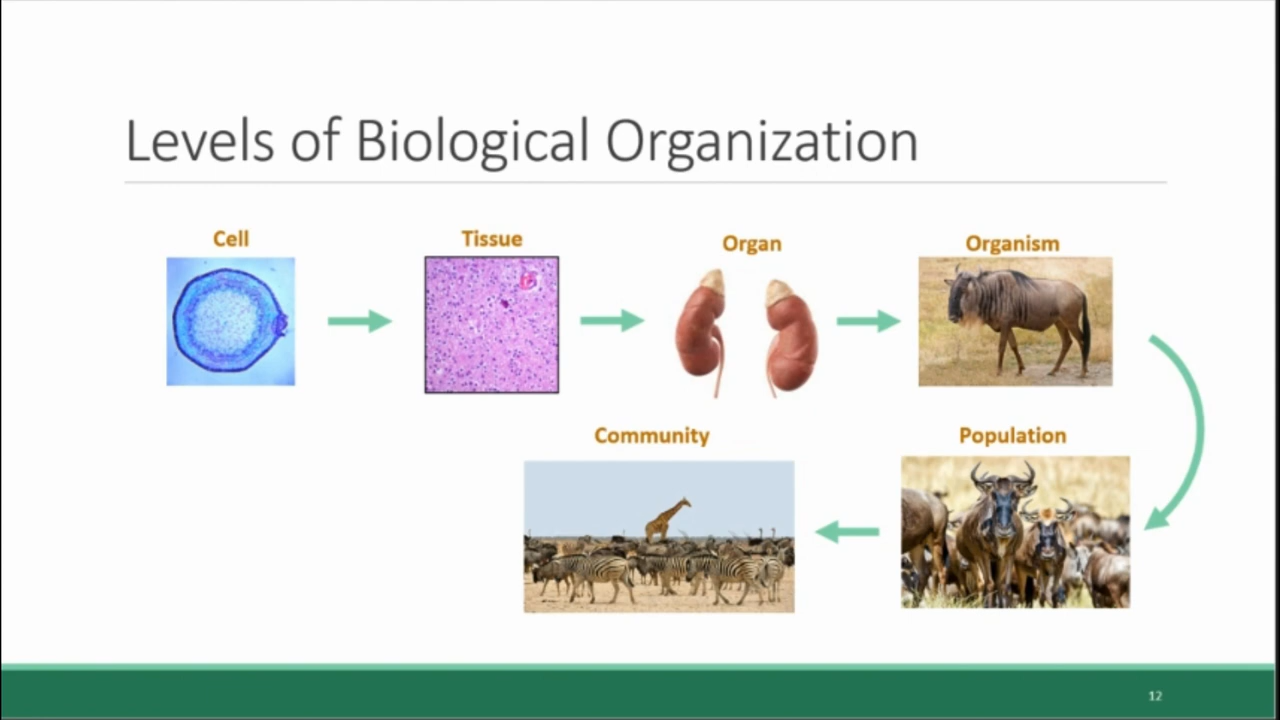 Levels of Biological Organization
Cell
Tissue
Organ
Organism
Population
Community
12